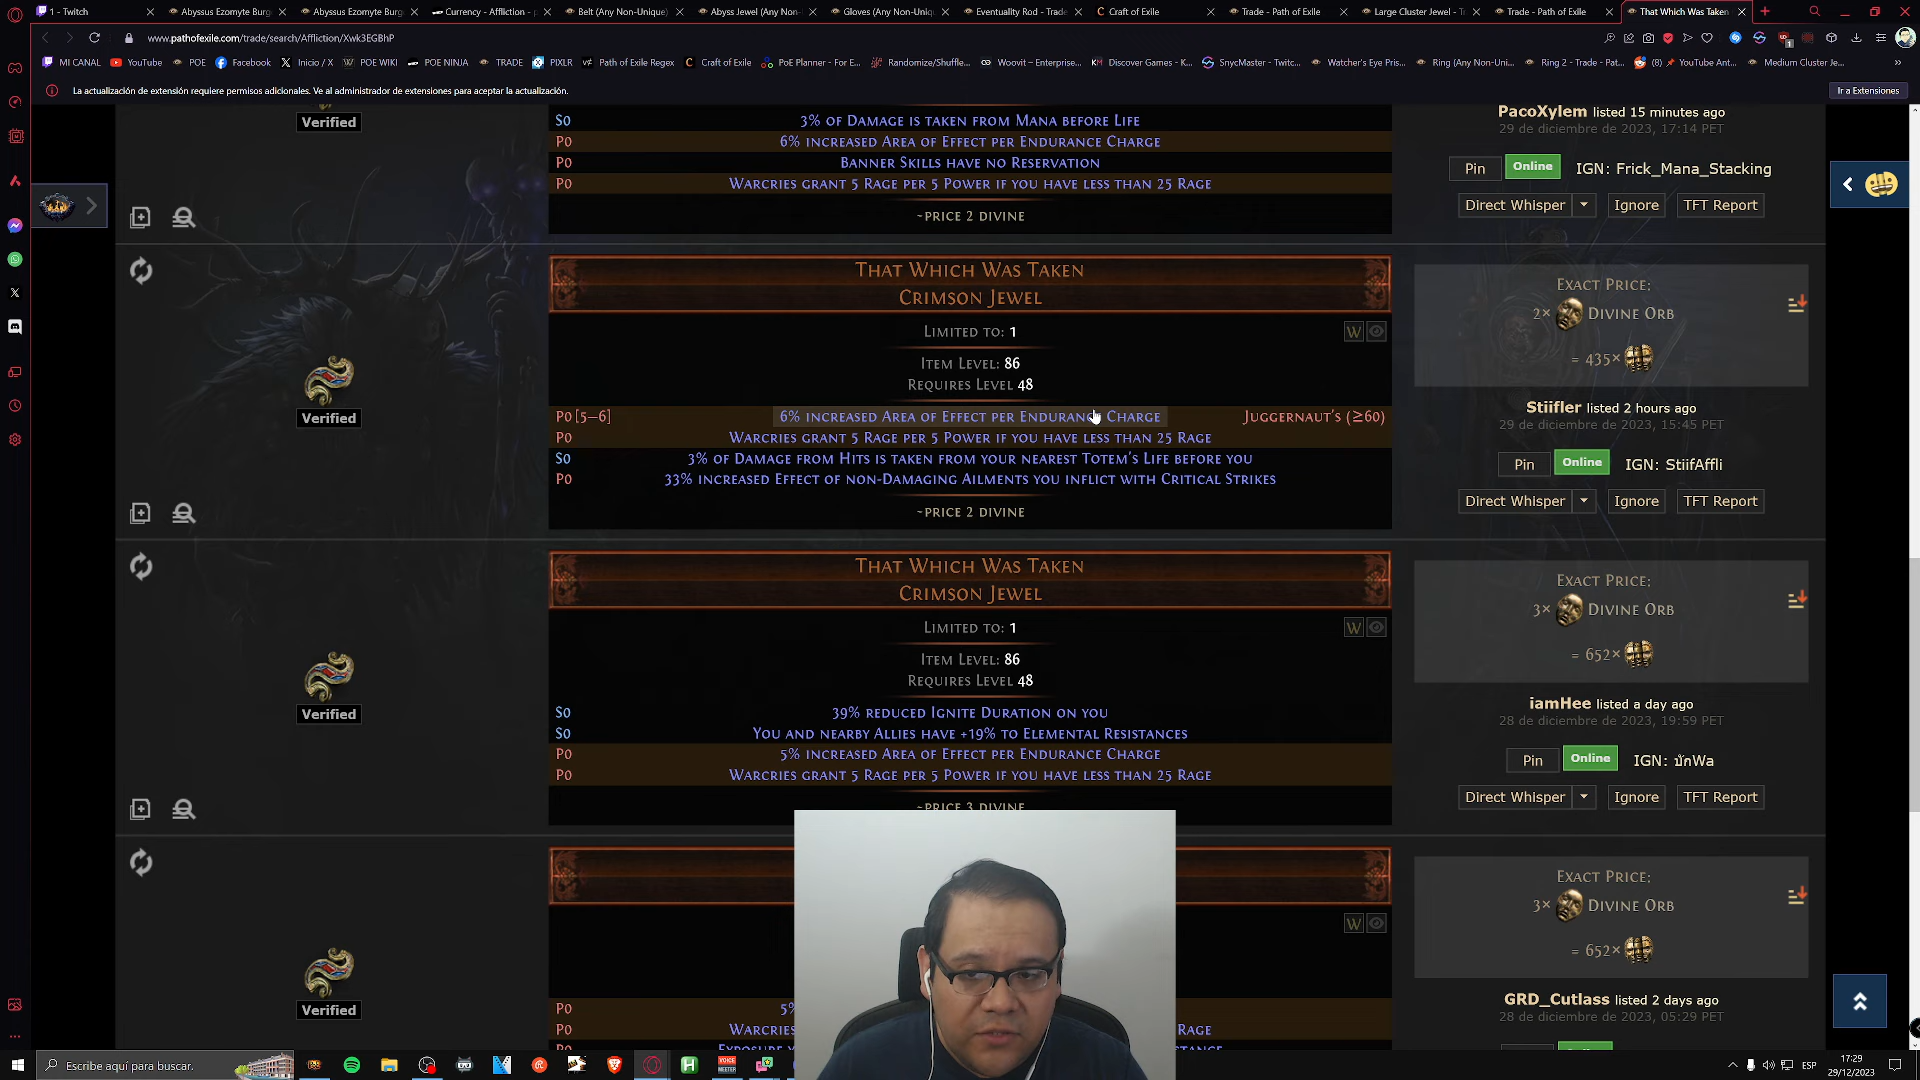 1 - Twitch
Abyssus Ezomyte Burg
Abyssus Ezomyte Burg
Currency - Affliction - p
Belt (Any Non-Unique)
Abyss Jewel (Any Non-
Gloves (Any Non-Unique
Eventuality Rod - Trade
Craft of Exile
Trade - Path of Exile
Large Cluster Jewel - T
Trade - Path of Exile
That Which Was Taken
www.pathofexile.com/trade/search/Affliction/Xwk3EGBhP
MI CANAL
YouTube
POE
Facebook
Inicio / X
POE WIKI
POE NINJA
TRADE
PIXLR
Path of Exile Regex
Craft of Exile
PoE Planner - For E...
Randomize/Shuffle...
Woovit – Enterprise...
Discover Games - K...
SnycMaster - Twitc...
Watcher's Eye Pris...
Ring (Any Non-Uni...
Ring 2 - Trade - Pat...
(8) YouTube Ant...
Medium Cluster Je...
La actualización de extensión requiere permisos adicionales. Ve al administrador de extensiones para aceptar la actualización.
Ir a Extensiones
Verified
S0 3% of Damage is taken from Mana before Life
P0 6% increased Area of Effect per Endurance Charge
P0 Banner Skills have no Reservation
P0 Warcries grant 5 Rage per 5 Power if you have less than 25 Rage
~price 2 divine
PacoXylem listed 15 minutes ago
29 de diciembre de 2023, 17:14 PET
Pin Online IGN: Frick_Mana_Stacking
Direct Whisper Ignore TFT Report
That Which Was Taken
Crimson Jewel
Limited to: 1
Item Level: 86
Requires Level 48
P0 [5—6] 6% increased Area of Effect per Endurance Charge Juggernaut's (≥60)
P0 Warcries grant 5 Rage per 5 Power if you have less than 25 Rage
S0 3% of Damage from Hits is taken from your nearest Totem's Life before you
P0 33% increased Effect of non-Damaging Ailments you inflict with Critical Strikes
~price 2 divine
Verified
W
Exact Price:
2× Divine Orb
= 435×
Stiifler listed 2 hours ago
29 de diciembre de 2023, 15:45 PET
Pin Online IGN: StiifAffli
Direct Whisper Ignore TFT Report
That Which Was Taken
Crimson Jewel
Limited to: 1
Item Level: 86
Requires Level 48
S0 39% reduced Ignite Duration on you
S0 You and nearby Allies have +19% to Elemental Resistances
P0 5% increased Area of Effect per Endurance Charge
P0 Warcries grant 5 Rage per 5 Power if you have less than 25 Rage
~price 3 divine
Verified
W
Exact Price:
3× Divine Orb
= 652×
iamHee listed a day ago
28 de diciembre de 2023, 19:59 PET
Pin Online IGN: บักWa
Direct Whisper Ignore TFT Report
Verified
W
P0 5%
P0 Warcries Rage
P0
Exact Price:
3× Divine Orb
= 652×
GRD_Cutlass listed 2 days ago
28 de diciembre de 2023, 05:29 PET
Escribe aquí para buscar.
ESP
17:29
29/12/2023